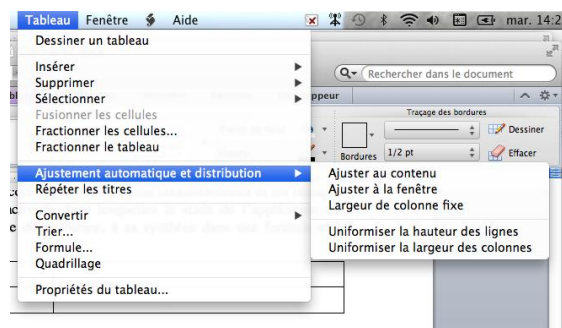 Tableau Fenêtre Aide mar. 14:2
Dessiner un tableau
Insérer
Supprimer
Sélectionner
Fusionner les cellules
Fractionner les cellules...
Fractionner le tableau
Ajustement automatique et distribution
Répéter les titres
Convertir
Trier...
Formule...
Quadrillage
Propriétés du tableau...
Rechercher dans le document
ppeur
Traçage des bordures
Dessiner
Bordures 1/2 pt Effacer
Ajuster au contenu
Ajuster à la fenêtre
Largeur de colonne fixe
Uniformiser la hauteur des lignes
Uniformiser la largeur des colonnes